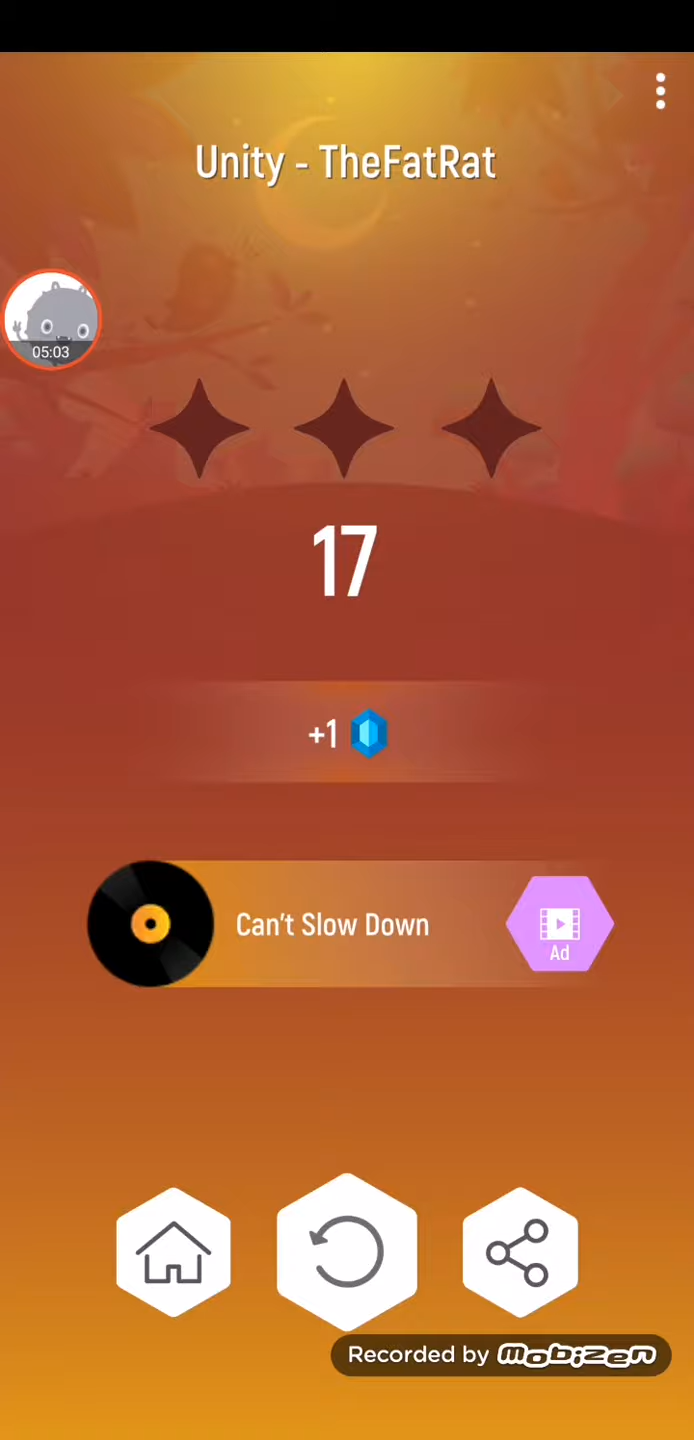 Unity - TheFatRat
05:03
17
+1
Can't Slow Down
Ad
Recorded by mobizen